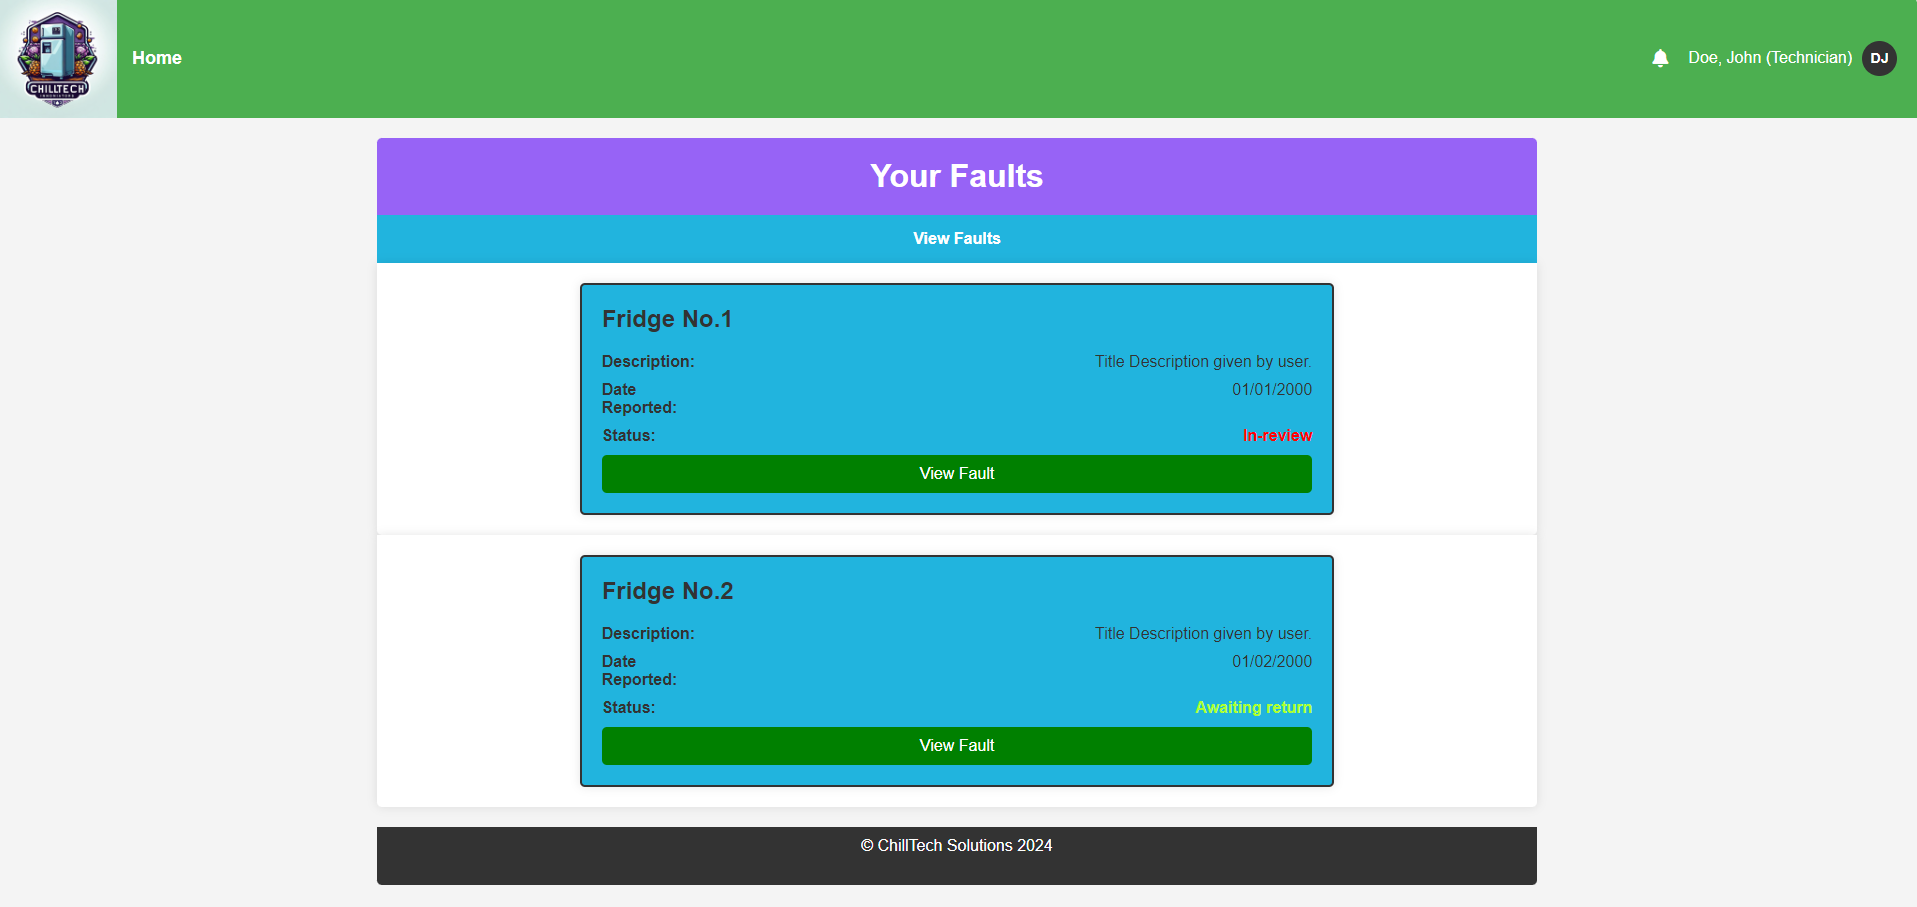 CHILLTECH
Home
Doe, John (Technician)
DJ
Your Faults
View Faults
Fridge No.1
Description:
Title Description given by user.
Date
Reported:
01/01/2000
Status:
In-review
View Fault
Fridge No.2
Description:
Title Description given by user.
Date
Reported:
01/02/2000
Status:
Awaiting return
View Fault
© ChillTech Solutions 2024